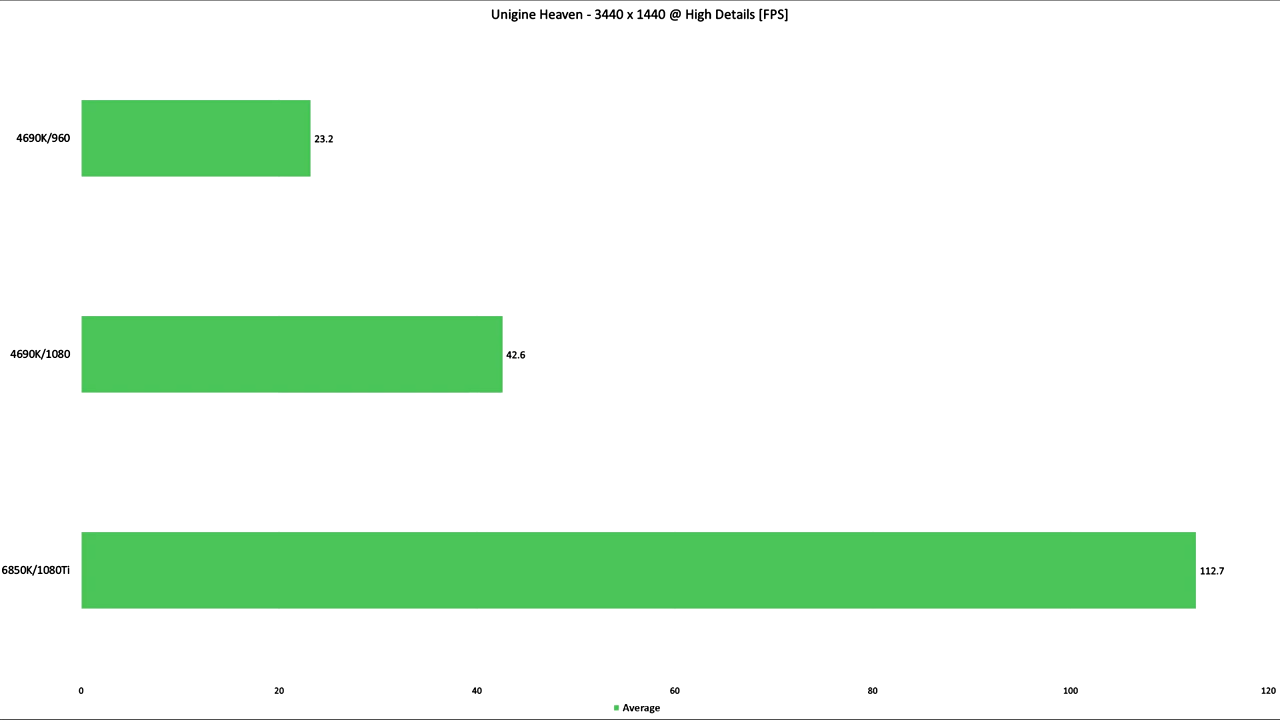 Unigine Heaven - 3440 x 1440 @ High Details [FPS]
4690K/960
23.2
4690K/1080
42.6
6850K/1080Ti
112.7
0 20 40 60 80 100 120
Average